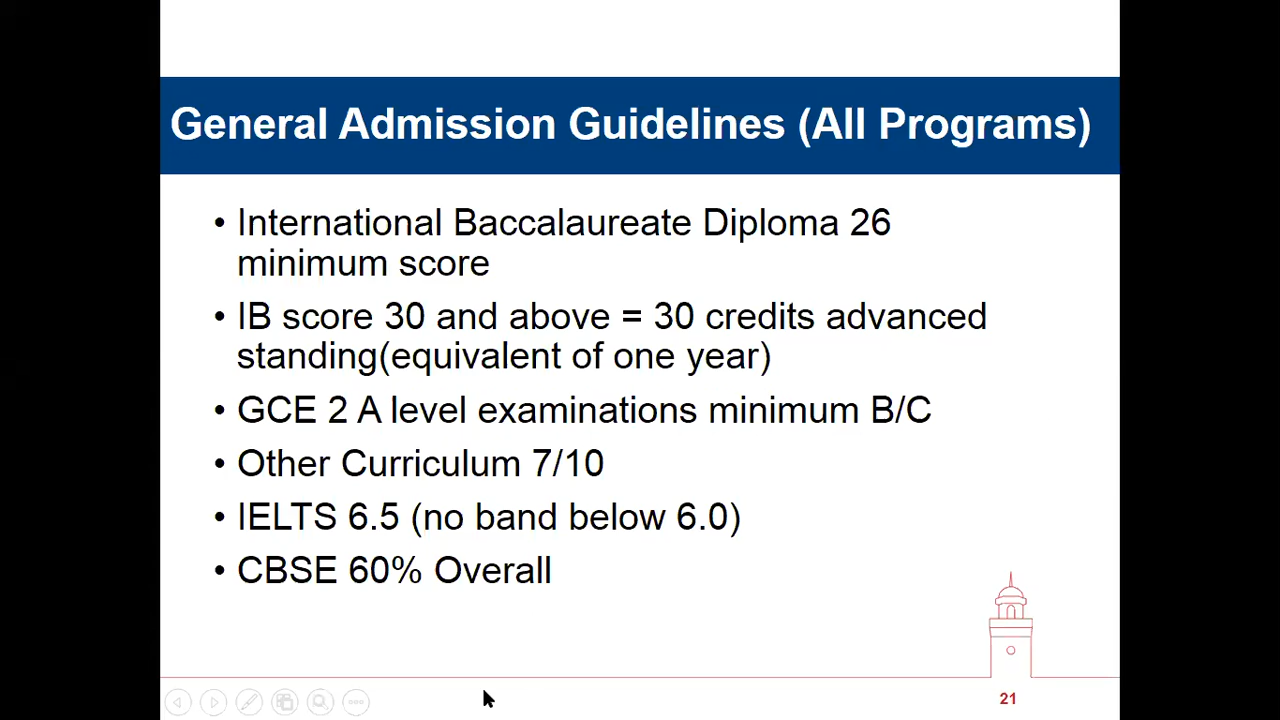 General Admission Guidelines (All Programs)
• International Baccalaureate Diploma 26
minimum score
• IB score 30 and above = 30 credits advanced
standing(equivalent of one year)
• GCE 2 A level examinations minimum B/C
• Other Curriculum 7/10
• IELTS 6.5 (no band below 6.0)
• CBSE 60% Overall
21